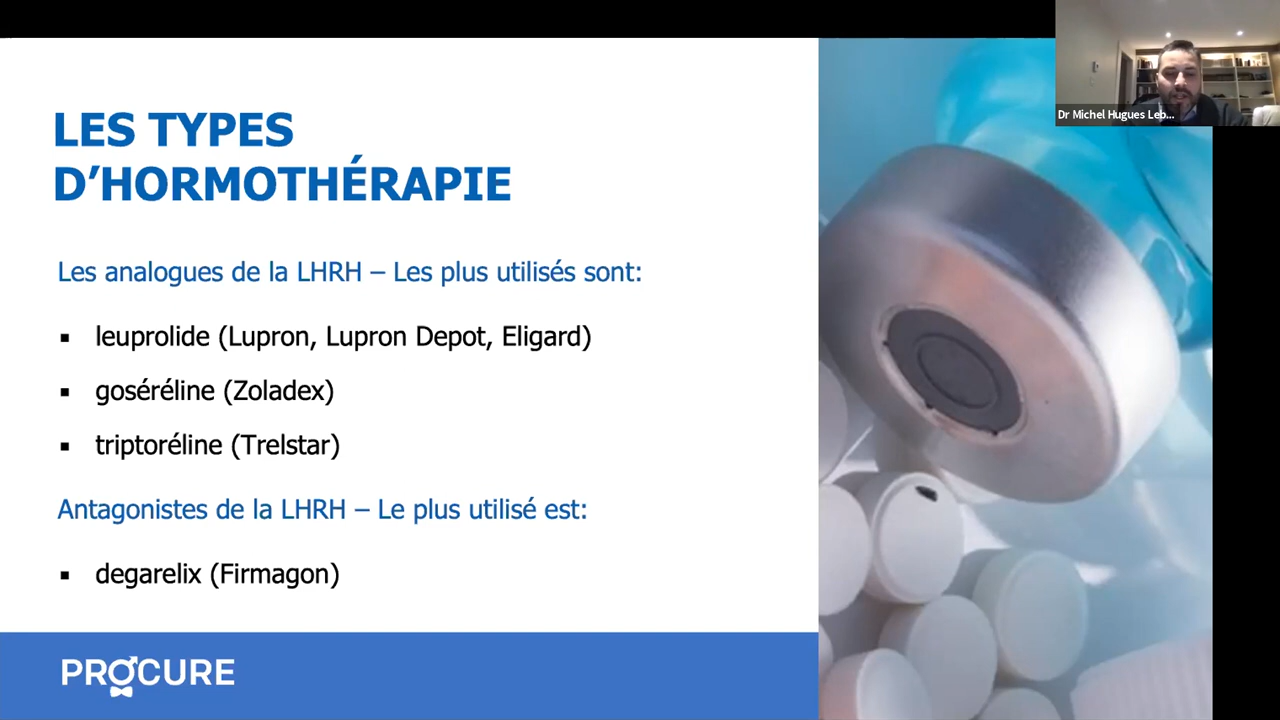 LES TYPES
D’HORMOTHÉRAPIE
Les analogues de la LHRH – Les plus utilisés sont:
▪ leuprolide (Lupron, Lupron Depot, Eligard)
▪ goséréline (Zoladex)
▪ triptoréline (Trelstar)
Antagonistes de la LHRH – Le plus utilisé est:
▪ degarelix (Firmagon)
PROCURE
Dr Michel Hugues Leb...